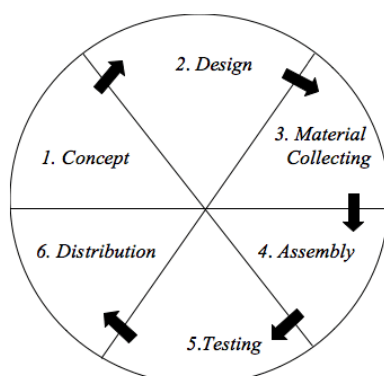 1. Concept
2. Design
3. Material
Collecting
4. Assembly
5.Testing
6. Distribution